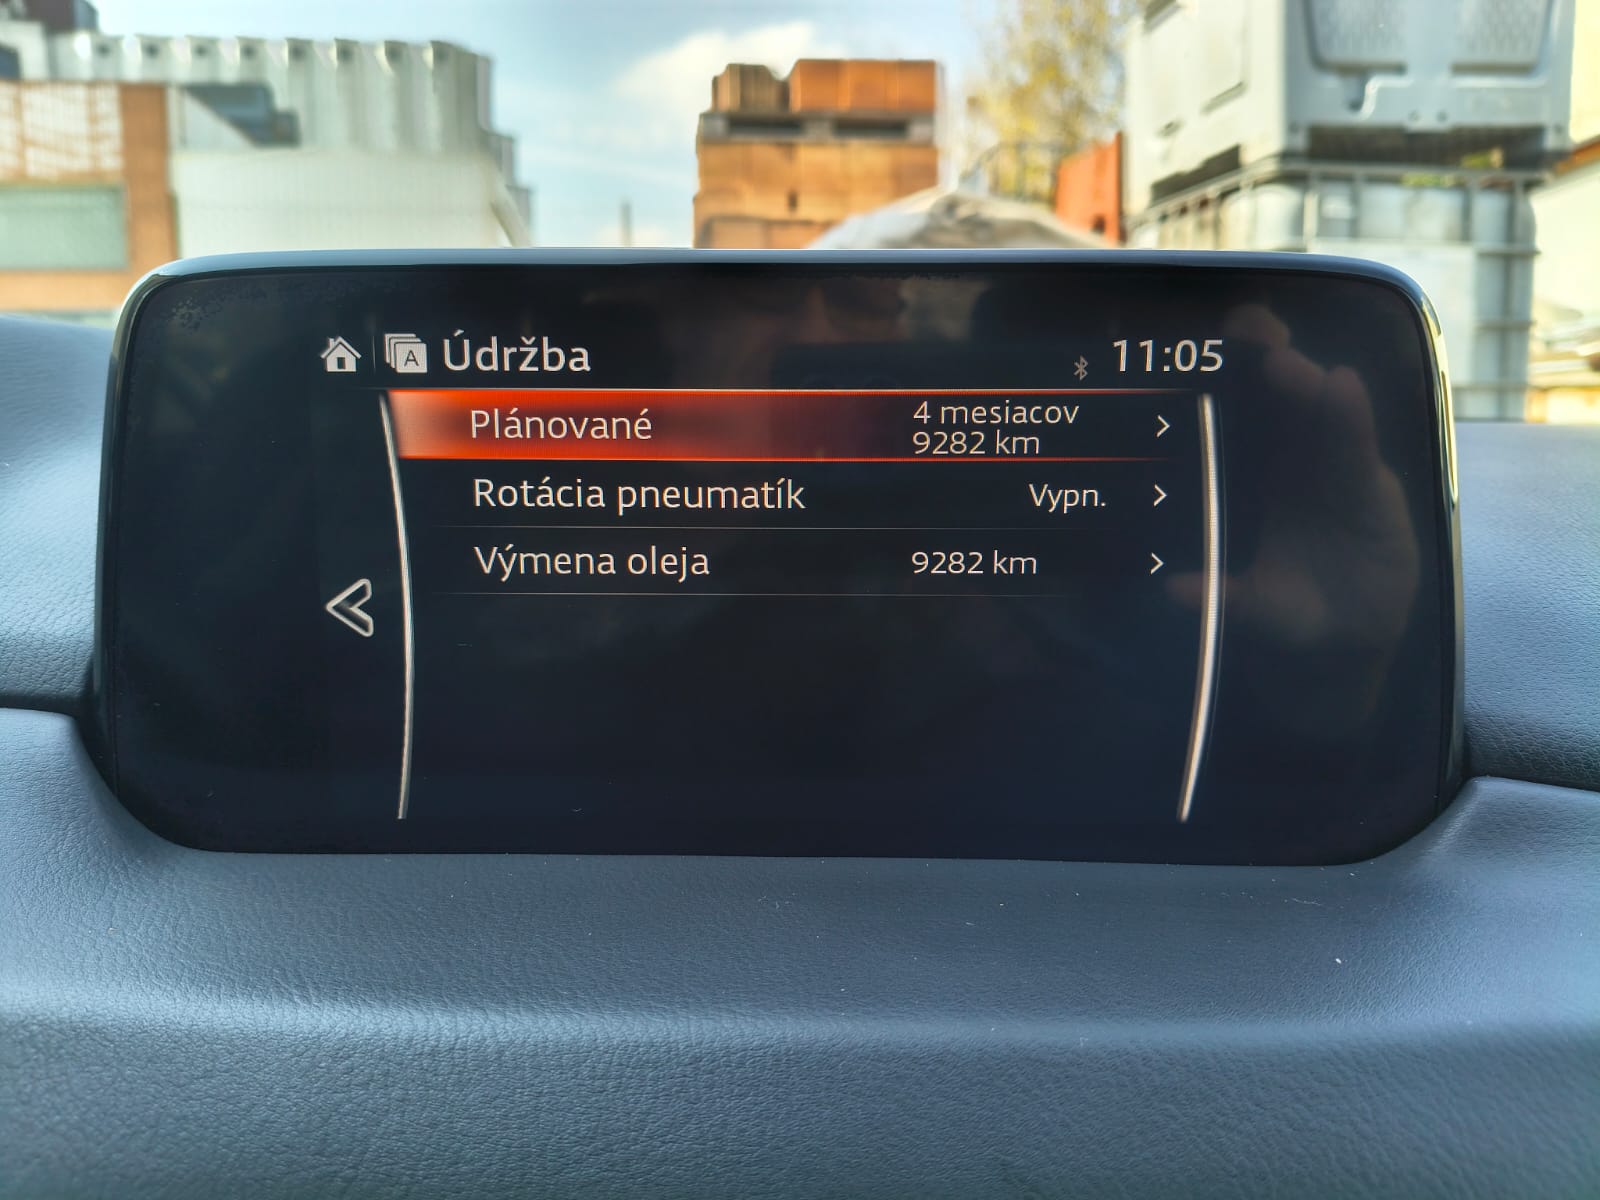 A Údržba 11:05
Plánované 4 mesiacov
9282 km
Rotácia pneumatík Vypn.
Výmena oleja 9282 km